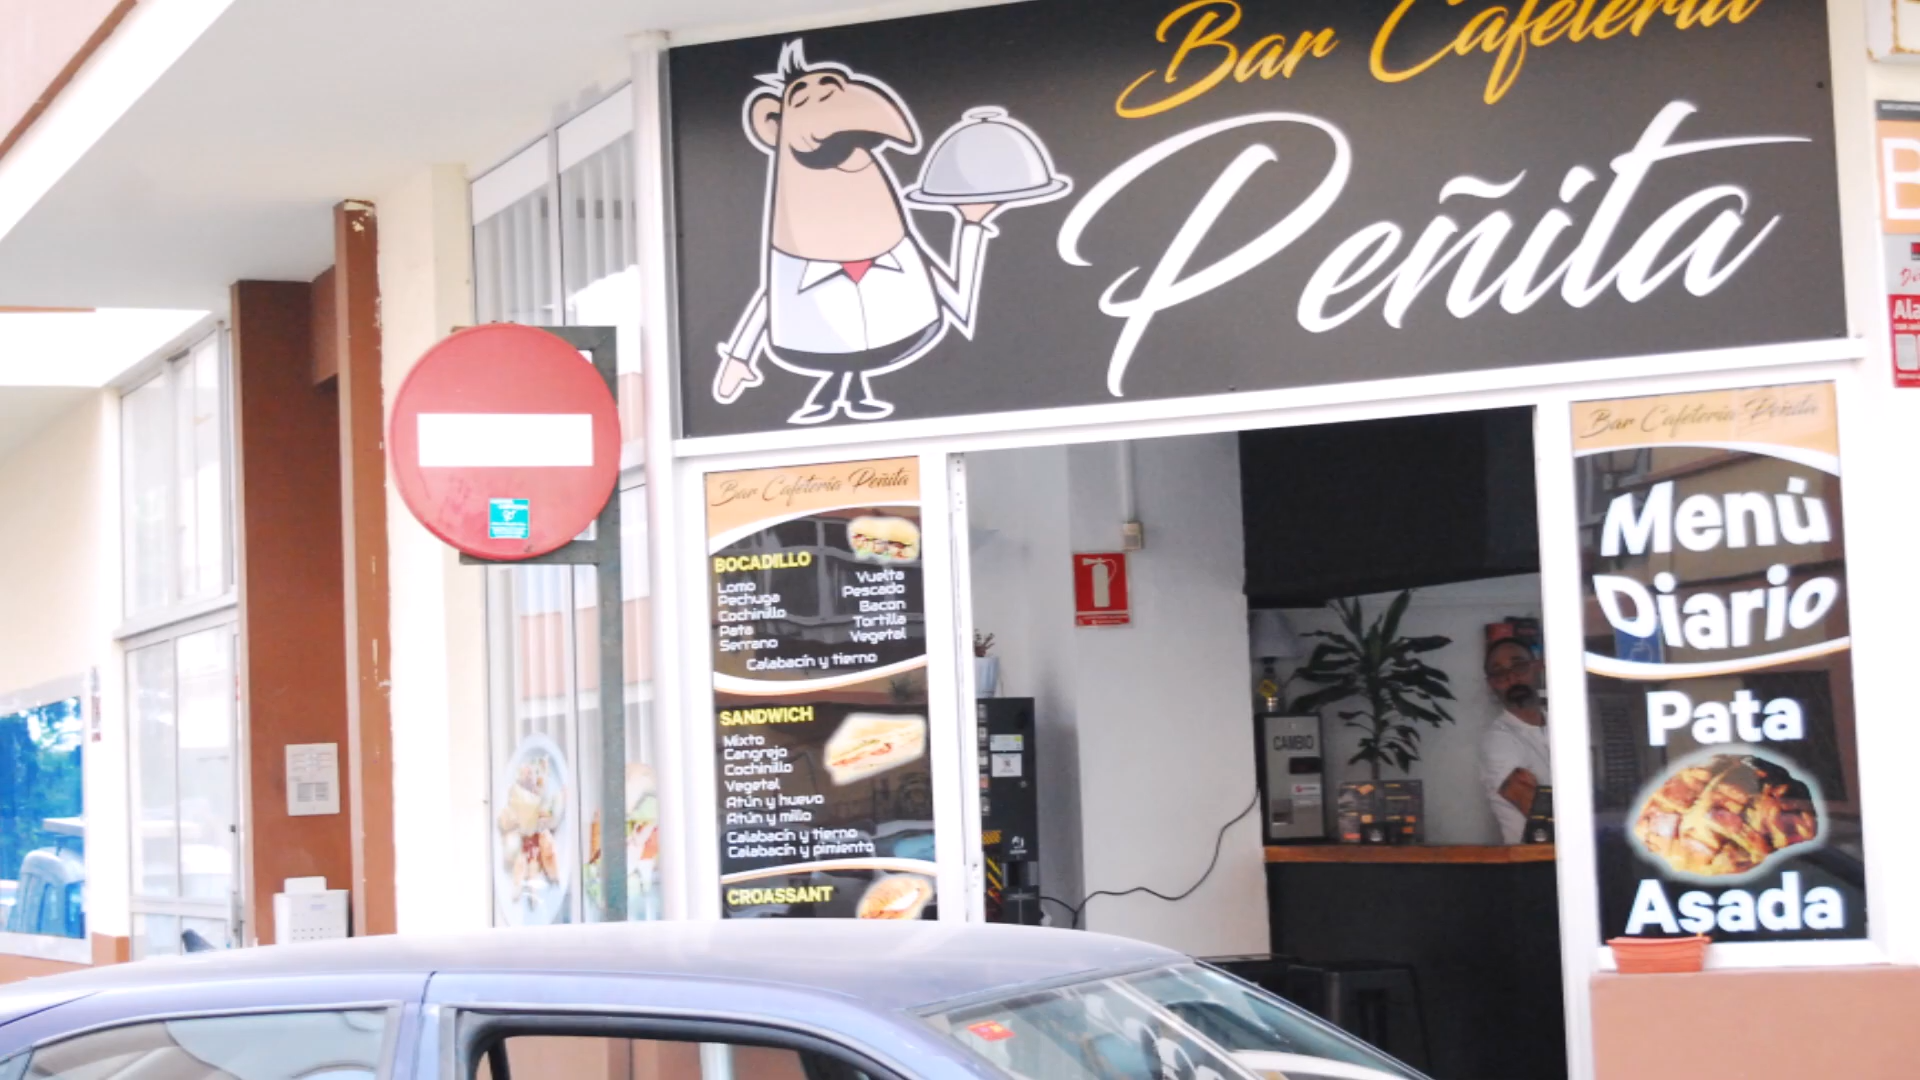 Bar Cafetería
Peñita
Bar Cafetería Peñita
BOCADILLO
Lomo
Pechuga
Cochinillo
Pata
Serrano
Vuelta
Pescado
Bacon
Tortilla
Vegetal
Calabacín y tierno
SANDWICH
Mixto
Cangrejo
Cochinillo
Vegetal
Atún y huevo
Atún y millo
Calabacín y tierno
Calabacín y pimiento
CROASSANT
CAMBIO
Bar Cafetería Peñita
Menú
Diario
Pata
Asada